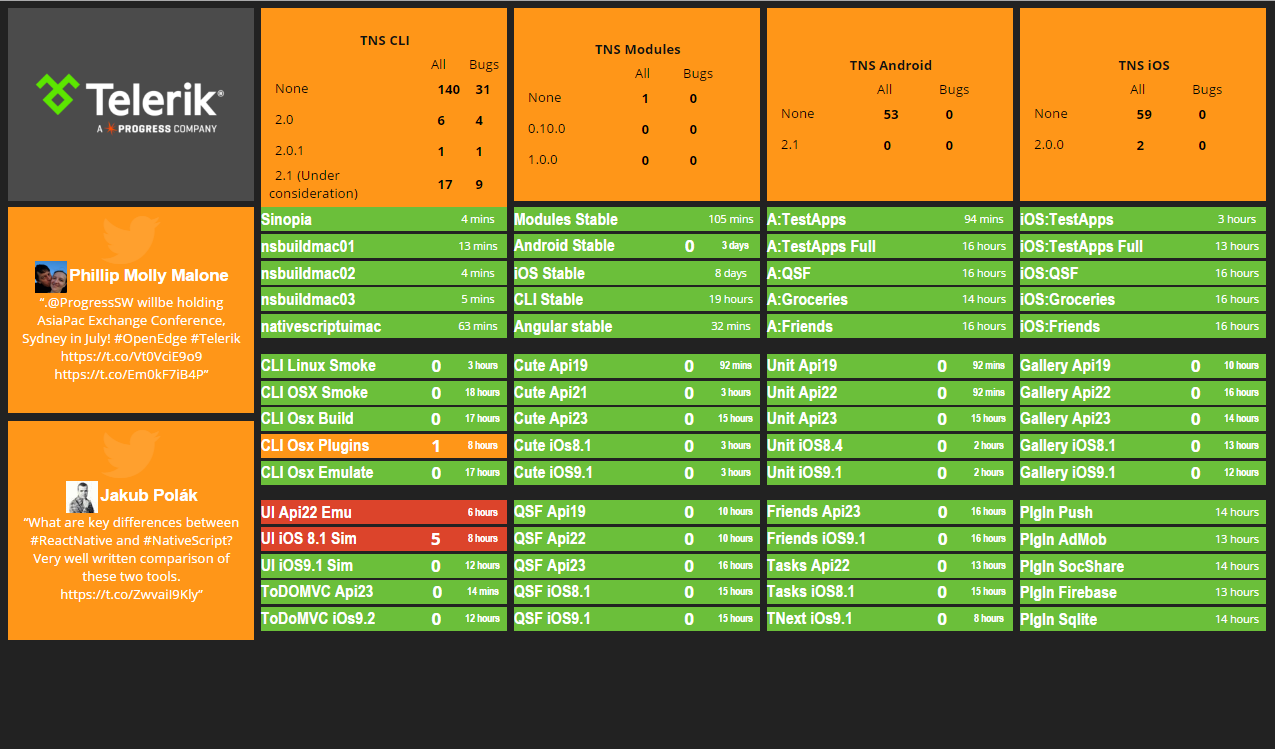 Telerik®
A PROGRESS COMPANY
TNS CLI
All Bugs
None 140 31
2.0 6 4
2.0.1 1 1
2.1 (Under
consideration) 17 9
TNS Modules
All Bugs
None 1 0
0.10.0 0 0
1.0.0 0 0
TNS Android
All Bugs
None 53 0
2.1 0 0
TNS iOS
All Bugs
None 59 0
2.0.0 2 0
Phillip Molly Malone
“.@ProgressSW willbe holding
AsiaPac Exchange Conference,
Sydney in July! #OpenEdge #Telerik
https://t.co/Vt0VciE9o9
https://t.co/Em0kF7iB4P”
Jakub Polák
“What are key differences between
#ReactNative and #NativeScript?
Very well written comparison of
these two tools.
https://t.co/ZwvaiI9Kly”
Sinopia 4 mins
nsbuildmac01 13 mins
nsbuildmac02 4 mins
nsbuildmac03 5 mins
nativescriptuimac 63 mins
Modules Stable 105 mins
Android Stable 0 3 days
iOS Stable 8 days
CLI Stable 19 hours
Angular stable 32 mins
A:TestApps 94 mins
A:TestApps Full 16 hours
A:QSF 16 hours
A:Groceries 14 hours
A:Friends 16 hours
iOS:TestApps 3 hours
iOS:TestApps Full 13 hours
iOS:QSF 16 hours
iOS:Groceries 16 hours
iOS:Friends 16 hours
CLI Linux Smoke 0 3 hours
CLI OSX Smoke 0 18 hours
CLI Osx Build 0 17 hours
CLI Osx Plugins 1 8 hours
CLI Osx Emulate 0 17 hours
Cute Api19 0 92 mins
Cute Api21 0 3 hours
Cute Api23 0 15 hours
Cute iOs8.1 0 3 hours
Cute iOS9.1 0 3 hours
Unit Api19 0 92 mins
Unit Api22 0 92 mins
Unit Api23 0 15 hours
Unit iOS8.4 0 2 hours
Unit iOS9.1 0 2 hours
Gallery Api19 0 10 hours
Gallery Api22 0 16 hours
Gallery Api23 0 14 hours
Gallery iOS8.1 0 13 hours
Gallery iOS9.1 0 12 hours
UI Api22 Emu 6 hours
UI iOS 8.1 Sim 5 8 hours
UI iOS9.1 Sim 0 12 hours
ToDOMVC Api23 0 14 mins
ToDoMVC iOs9.2 0 12 hours
QSF Api19 0 10 hours
QSF Api22 0 10 hours
QSF Api23 0 16 hours
QSF iOS8.1 0 15 hours
QSF iOS9.1 0 15 hours
Friends Api23 0 16 hours
Friends iOS9.1 0 16 hours
Tasks Api22 0 13 hours
Tasks iOS8.1 0 15 hours
TNext iOs9.1 0 8 hours
PlgIn Push 14 hours
PlgIn AdMob 13 hours
PlgIn SocShare 14 hours
PlgIn Firebase 13 hours
PlgIn Sqlite 14 hours